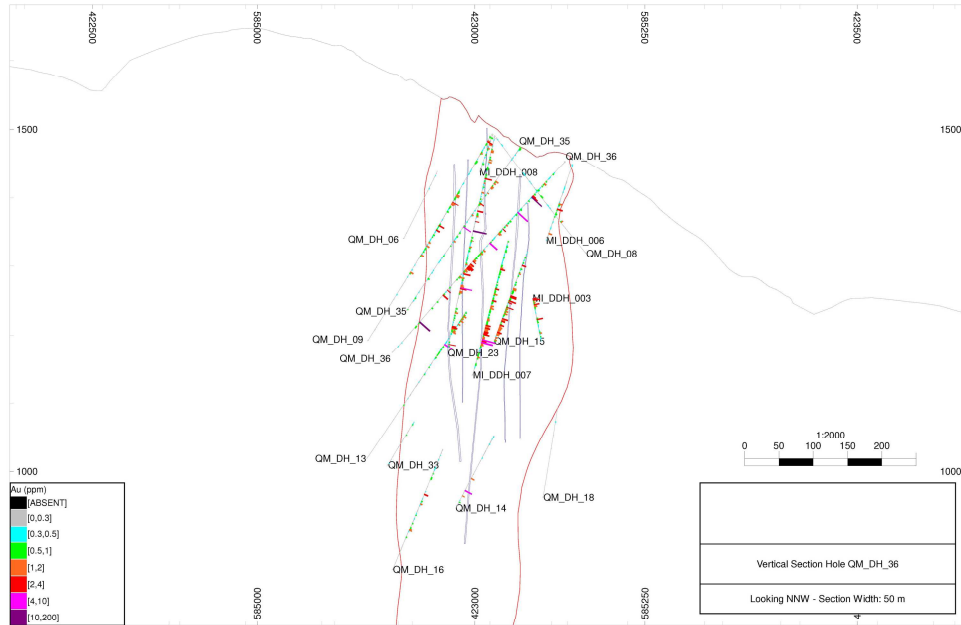 422500
585000
423000
585250
423500
1500
1500
QM_DH_35
QM_DH_36
MI_DDH_008
QM_DH_06
MI_DDH_006
QM_DH_08
MI_DDH_003
QM_DH_35
QM_DH_09
QM_DH_15
QM_DH_36
QM_DH_23
MI_DDH_007
1:2000
0 50 100 150 200
QM_DH_13
QM_DH_33
1000
1000
QM_DH_18
QM_DH_14
QM_DH_16
Au (ppm)
[ABSENT]
[0,0.3]
[0.3,0.5]
[0.5,1]
[1,2]
[2,4]
[4,10]
[10,200]
Vertical Section Hole QM_DH_36
Looking NNW - Section Width: 50 m
585000
423000
585250